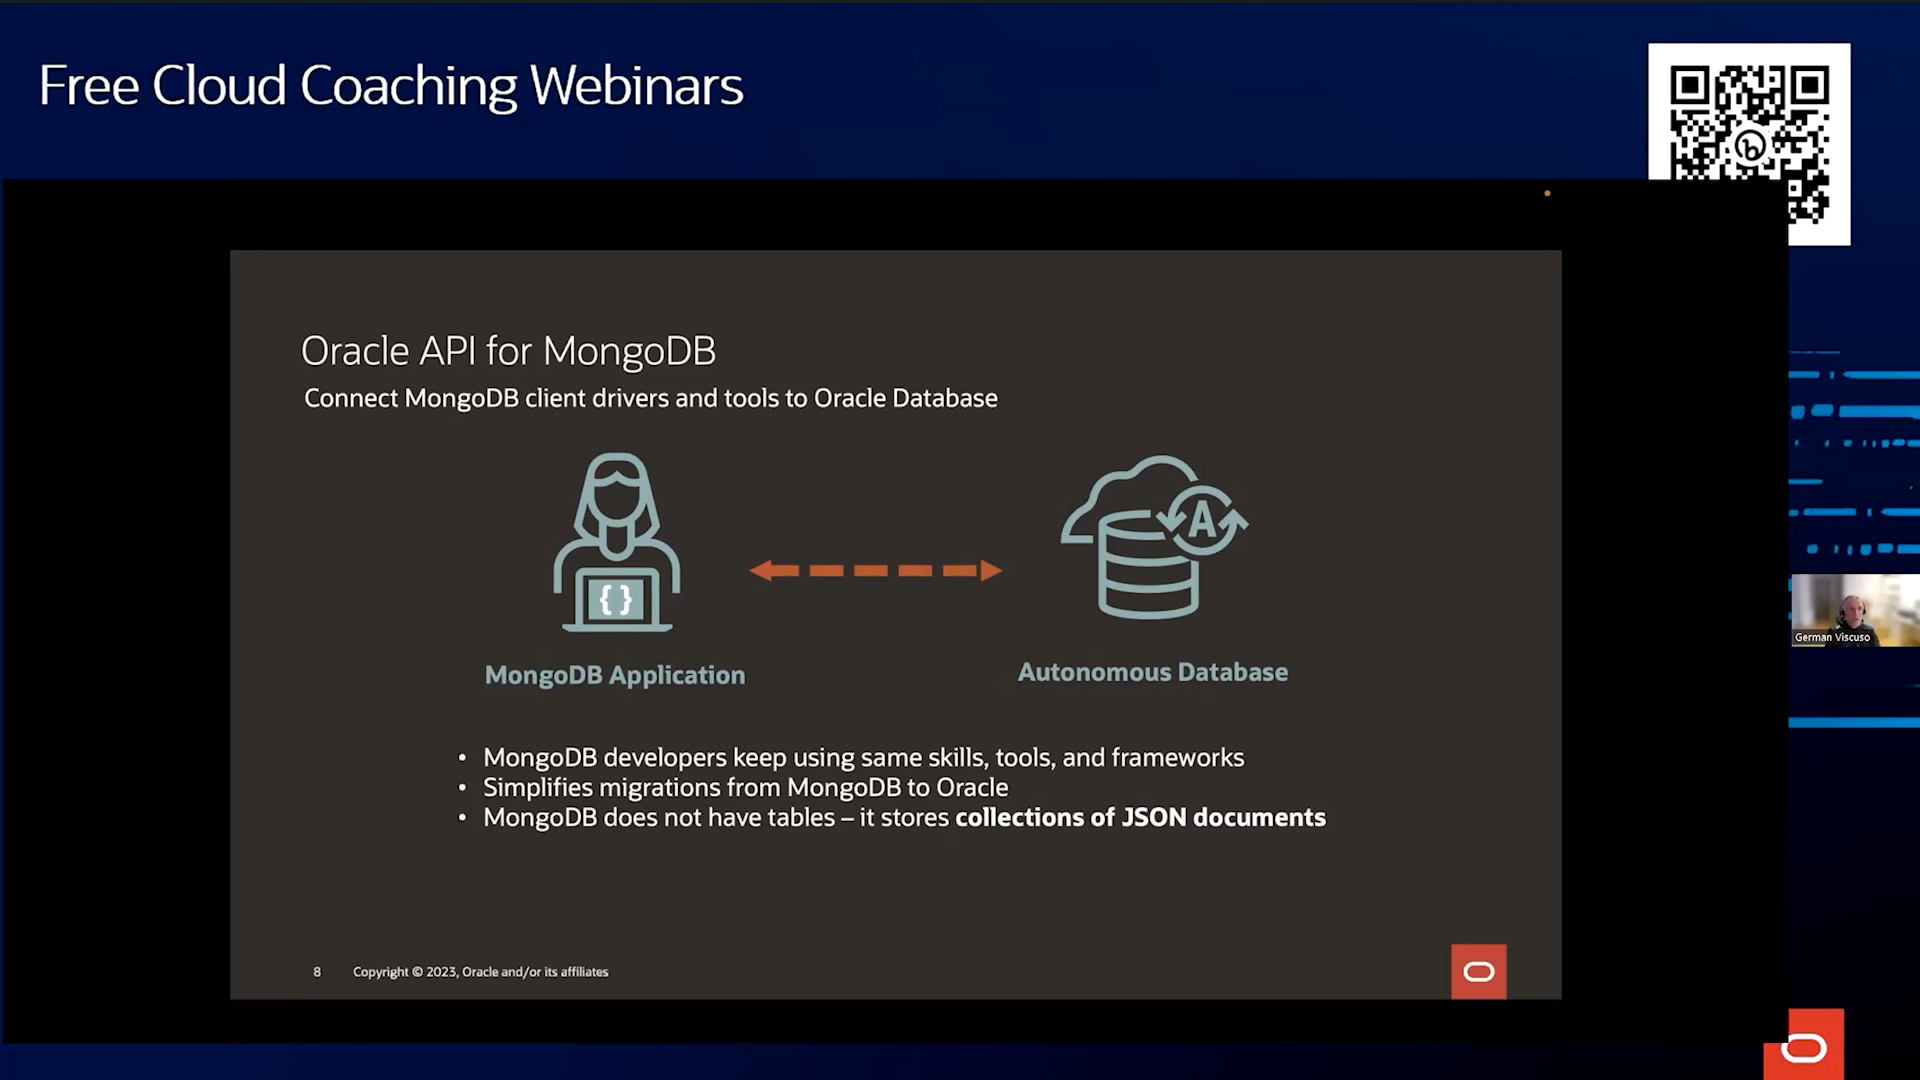 Free Cloud Coaching Webinars
b
Oracle API for MongoDB
Connect MongoDB client drivers and tools to Oracle Database
A
{ }
MongoDB Application
Autonomous Database
• MongoDB developers keep using same skills, tools, and frameworks
• Simplifies migrations from MongoDB to Oracle
• MongoDB does not have tables – it stores collections of JSON documents
German Viscuso
8 Copyright © 2023, Oracle and/or its affiliates